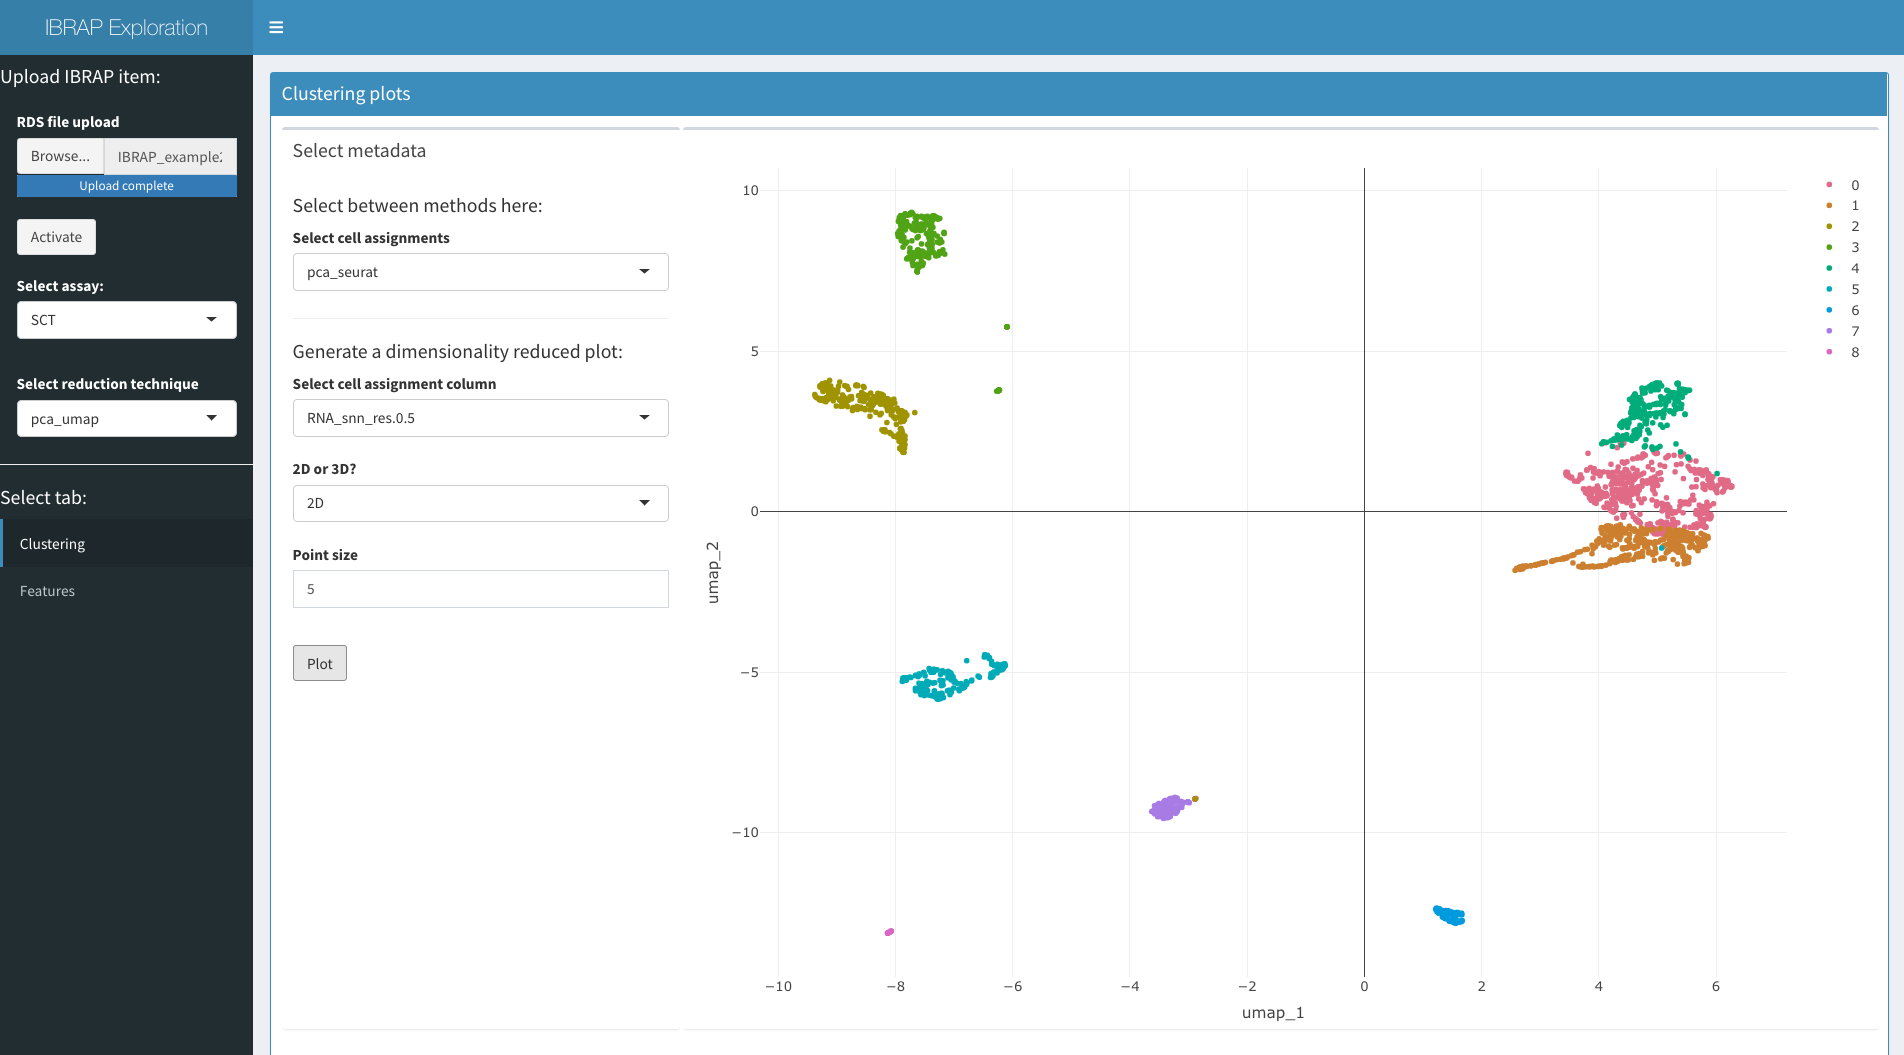 IBRAP Exploration
Upload IBRAP item:
RDS file upload
Browse... IBRAP_example2
Upload complete
Activate
Select assay:
SCT
Select reduction technique
pca_umap
Select tab:
Clustering
Features
Clustering plots
Select metadata
Select between methods here:
Select cell assignments
pca_seurat
Generate a dimensionality reduced plot:
Select cell assignment column
RNA_snn_res.0.5
2D or 3D?
2D
Point size
5
Plot
10
5
0
−5
−10
umap_2
−10 −8 −6 −4 −2 0 2 4 6
umap_1
0
1
2
3
4
5
6
7
8